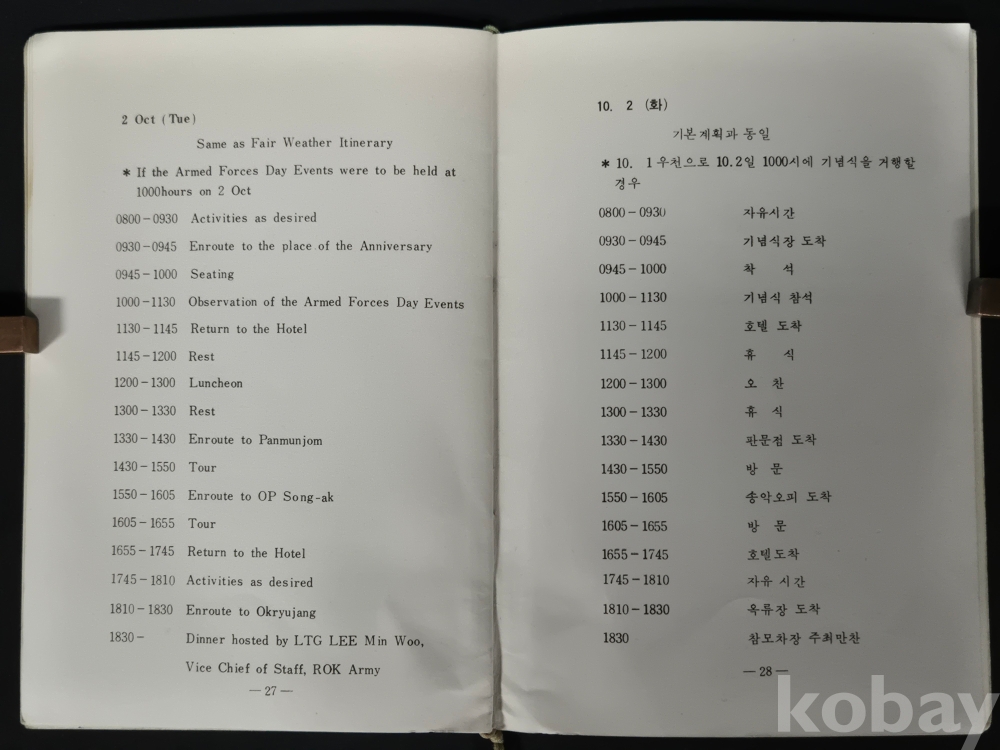 2 Oct (Tue)
Same as Fair Weather Itinerary
* If the Armed Forces Day Events were to be held at
1000hours on 2 Oct
0800-0930 Activities as desired
0930-0945 Enroute to the place of the Anniversary
0945-1000 Seating
1000-1130 Observation of the Armed Forces Day Events
1130-1145 Return to the Hotel
1145-1200 Rest
1200-1300 Luncheon
1300-1330 Rest
1330-1430 Enroute to Panmunjom
1430-1550 Tour
1550-1605 Enroute to OP Song-ak
1605-1655 Tour
1655-1745 Return to the Hotel
1745-1810 Activities as desired
1810-1830 Enroute to Okryujang
1830- Dinner hosted by LTG LEE Min Woo,
Vice Chief of Staff, ROK Army
—27—
10. 2 (화)
기본계획과 동일
* 10. 1 우천으로 10.2일 1000시에 기념식을 거행할
경우
0800-0930 자유시간
0930-0945 기념식장 도착
0945-1000 착 석
1000-1130 기념식 참석
1130-1145 호텔 도착
1145-1200 휴 식
1200-1300 오 찬
1300-1330 휴 식
1330-1430 판문점 도착
1430-1550 방 문
1550-1605 송악오피 도착
1605-1655 방 문
1655-1745 호텔도착
1745-1810 자유 시간
1810-1830 옥류장 도착
1830 참모차장 주최만찬
—28—
kobay